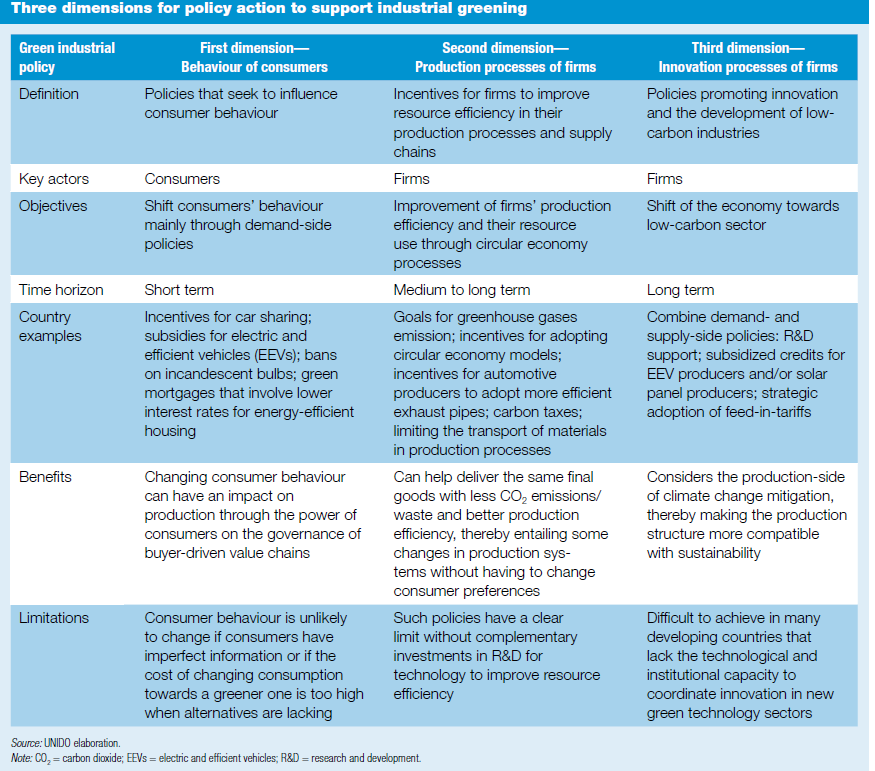 Three dimensions for policy action to support industrial greening
Green industrial
policy
First dimension—
Behaviour of consumers
Second dimension—
Production processes of firms
Third dimension—
Innovation processes of firms
Definition
Policies that seek to influence
consumer behaviour
Incentives for firms to improve
resource efficiency in their
production processes and supply
chains
Policies promoting innovation
and the development of low-
carbon industries
Key actors
Consumers
Firms
Firms
Objectives
Shift consumers’ behaviour
mainly through demand-side
policies
Improvement of firms’ production
efficiency and their resource
use through circular economy
processes
Shift of the economy towards
low-carbon sector
Time horizon
Short term
Medium to long term
Long term
Country
examples
Incentives for car sharing;
subsidies for electric and
efficient vehicles (EEVs); bans
on incandescent bulbs; green
mortgages that involve lower
interest rates for energy-efficient
housing
Goals for greenhouse gases
emission; incentives for adopting
circular economy models;
incentives for automotive
producers to adopt more efficient
exhaust pipes; carbon taxes;
limiting the transport of materials
in production processes
Combine demand- and
supply-side policies: R&D
support; subsidized credits for
EEV producers and/or solar
panel producers; strategic
adoption of feed-in-tariffs
Benefits
Changing consumer behaviour
can have an impact on
production through the power of
consumers on the governance of
buyer-driven value chains
Can help deliver the same final
goods with less CO₂ emissions/
waste and better production
efficiency, thereby entailing some
changes in production sys-
tems without having to change
consumer preferences
Considers the production-side
of climate change mitigation,
thereby making the production
structure more compatible
with sustainability
Limitations
Consumer behaviour is unlikely
to change if consumers have
imperfect information or if the
cost of changing consumption
towards a greener one is too high
when alternatives are lacking
Such policies have a clear
limit without complementary
investments in R&D for
technology to improve resource
efficiency
Difficult to achieve in many
developing countries that
lack the technological and
institutional capacity to
coordinate innovation in new
green technology sectors
Source: UNIDO elaboration.
Note: CO₂ = carbon dioxide; EEVs = electric and efficient vehicles; R&D = research and development.